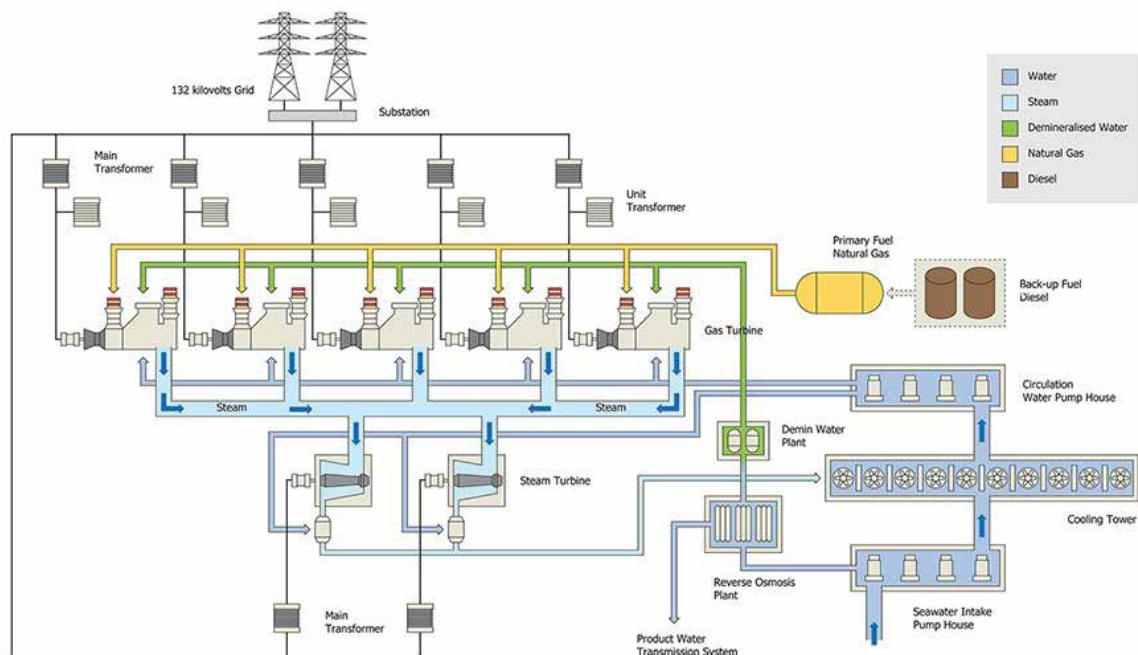 132 kilovolts Grid
Substation
Water
Steam
Demineralised Water
Natural Gas
Diesel
Main
Transformer
Unit
Transformer
Primary Fuel
Natural Gas
Back-up Fuel
Diesel
Gas Turbine
Steam
Steam
Circulation
Water Pump House
Demin Water
Plant
Steam Turbine
Cooling Tower
Reverse Osmosis
Plant
Seawater Intake
Pump House
Main
Transformer
Product Water
Transmission System